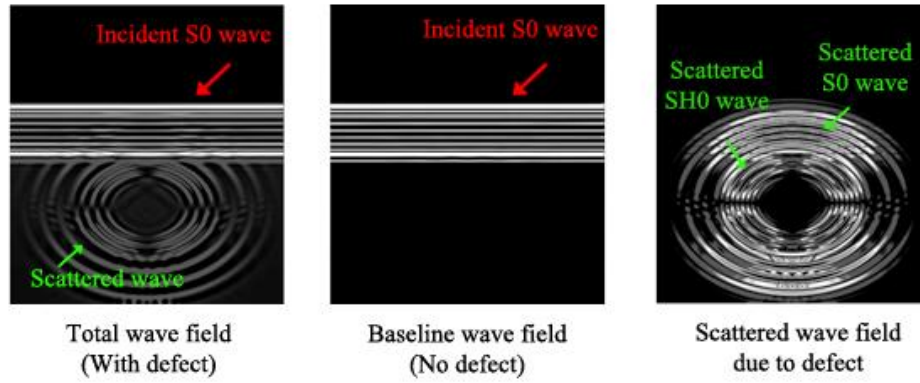 Incident S0 wave
Scattered wave
Total wave field
(With defect)
Incident S0 wave
Baseline wave field
(No defect)
Scattered
S0 wave
Scattered
SH0 wave
Scattered wave field
due to defect